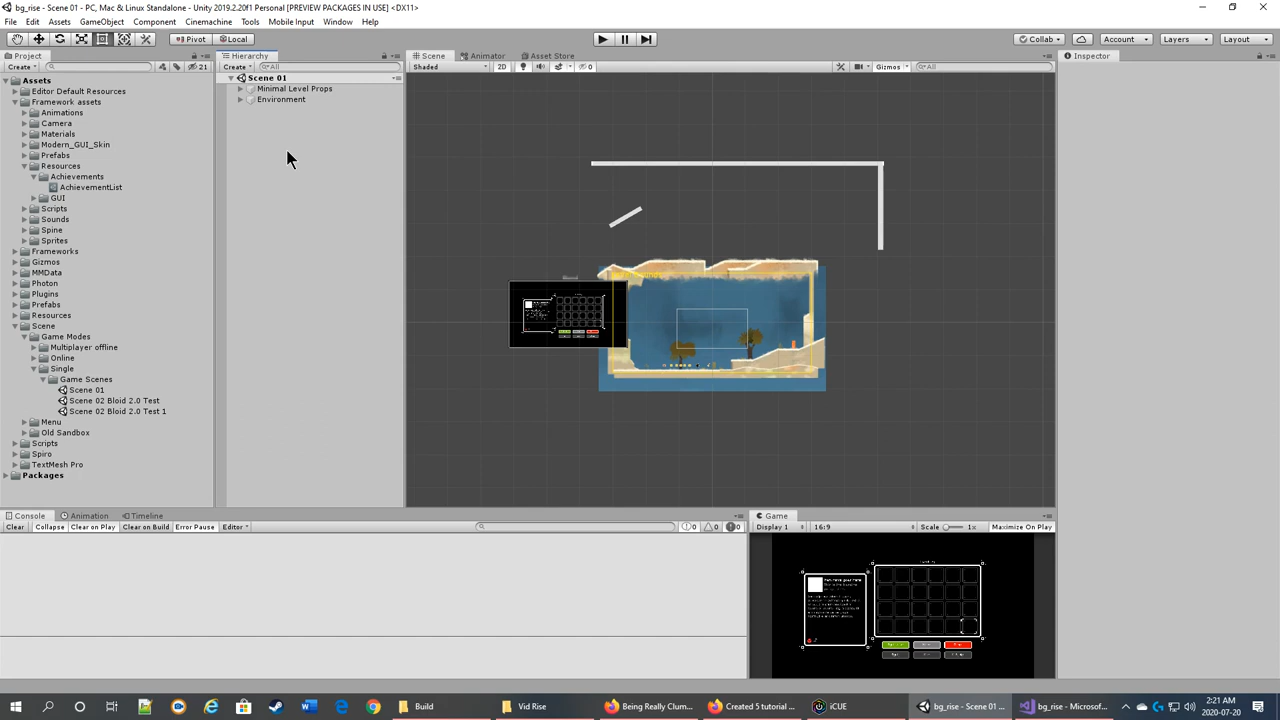 bg_rise - Scene 01 - PC, Mac & Linux Standalone - Unity 2019.2.20f1 Personal [PREVIEW PACKAGES IN USE] <DX11>
File Edit Assets GameObject Component Cinemachine Tools Mobile Input Window Help
Pivot Local Collab Account Layers Layout
Project Hierarchy Scene Animator Asset Store Inspector
Create 21 Create All Shaded 2D 0 Gizmos All
Assets
Editor Default Resources
Framework assets
Animations
Camera
Materials
Modern_GUI_Skin
Prefabs
Resources
Achievements
AchievementList
GUI
Scripts
Sounds
Spine
Sprites
Frameworks
Gizmos
MMData
Photon
Plugins
Prefabs
Resources
Scene
Game Modes
Multiplayer offline
Online
Single
Game Scenes
Scene 01
Scene 02 Bloid 2.0 Test
Scene 02 Bloid 2.0 Test 1
Menu
Old Sandbox
Scripts
Spiro
TextMesh Pro
Packages
Scene 01
Minimal Level Props
Environment
Console Animation Timeline Game
Clear Collapse Clear on Play Clear on Build Error Pause Editor 0 0 0
Display 1 16:9 Scale 1x Maximize On Play
Build Vid Rise Being Really Clum... Created 5 tutorial ... iCUE bg_rise - Scene 01 ... bg_rise - Microsof...
2:21 AM
2020-07-20